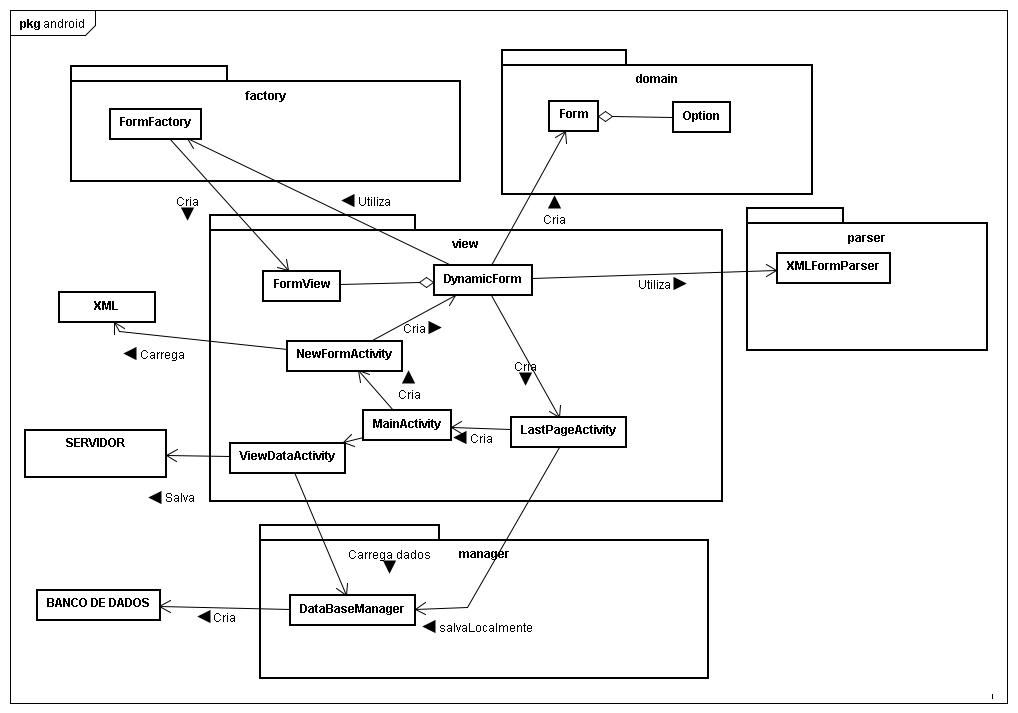 pkg android
domain
factory
Form
Option
FormFactory
Cria
Utiliza
Cria
view
parser
XMLFormParser
DynamicForm
FormView
Utiliza
XML
Cria
NewFormActivity
Carrega
Cria
Cria
MainActivity
LastPageActivity
Cria
SERVIDOR
ViewDataActivity
Salva
Carrega dados
manager
BANCO DE DADOS
DataBaseManager
Cria
salvaLocalmente